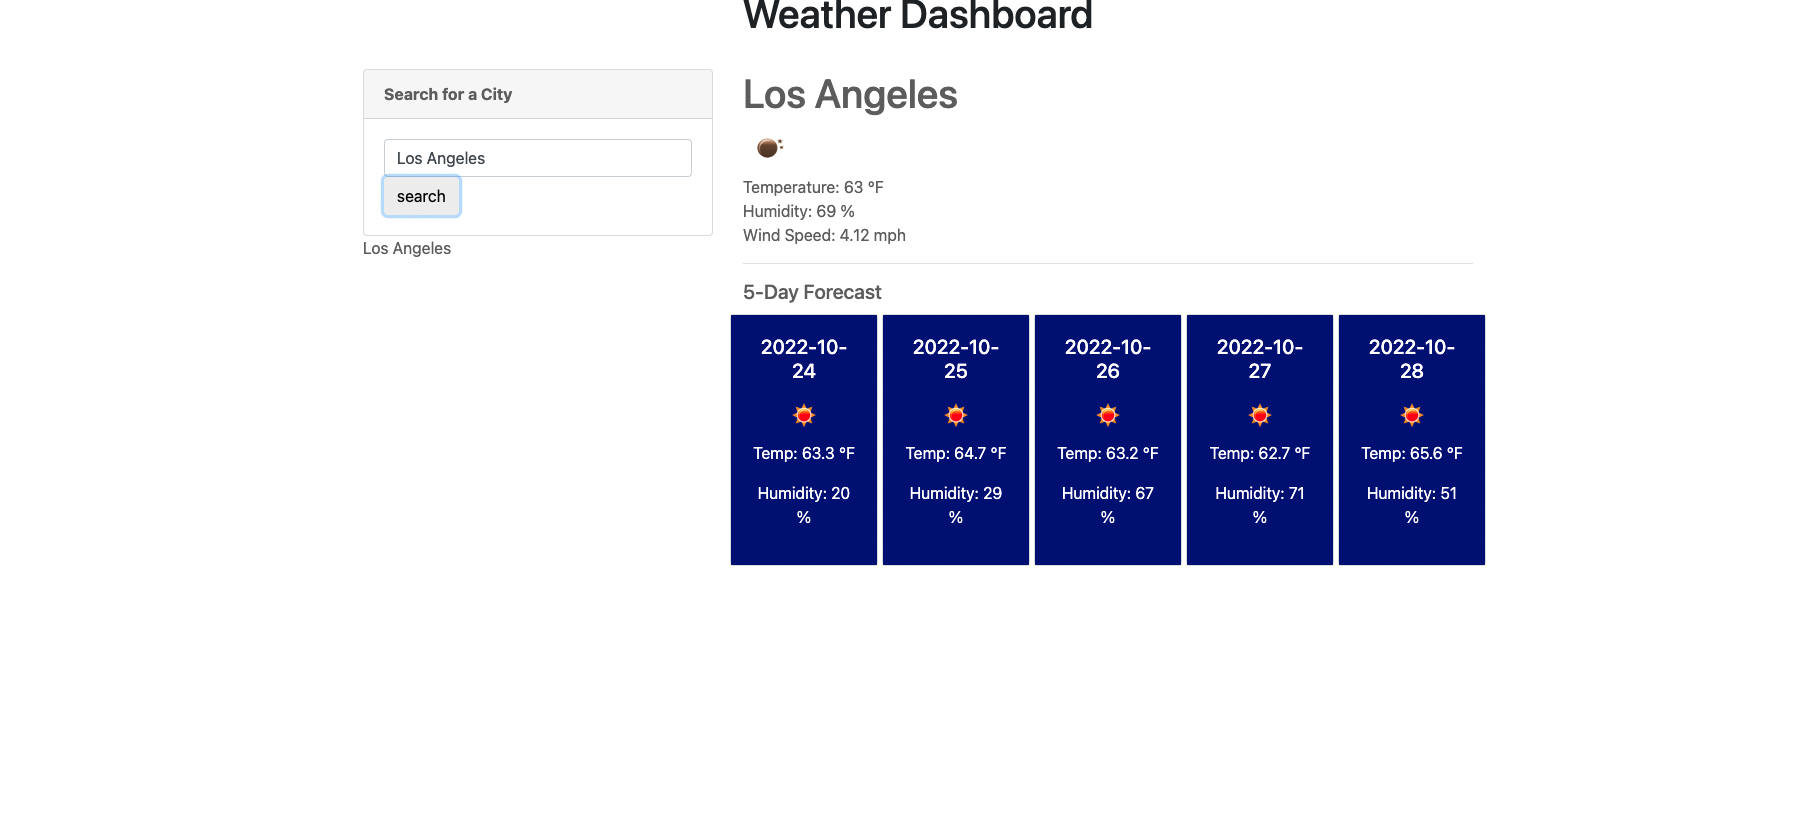 Weather Dashboard
Search for a City
Los Angeles
search
Los Angeles
Los Angeles
Temperature: 63 °F
Humidity: 69 %
Wind Speed: 4.12 mph
5-Day Forecast
2022-10-
24
Temp: 63.3 °F
Humidity: 20
%
2022-10-
25
Temp: 64.7 °F
Humidity: 29
%
2022-10-
26
Temp: 63.2 °F
Humidity: 67
%
2022-10-
27
Temp: 62.7 °F
Humidity: 71
%
2022-10-
28
Temp: 65.6 °F
Humidity: 51
%